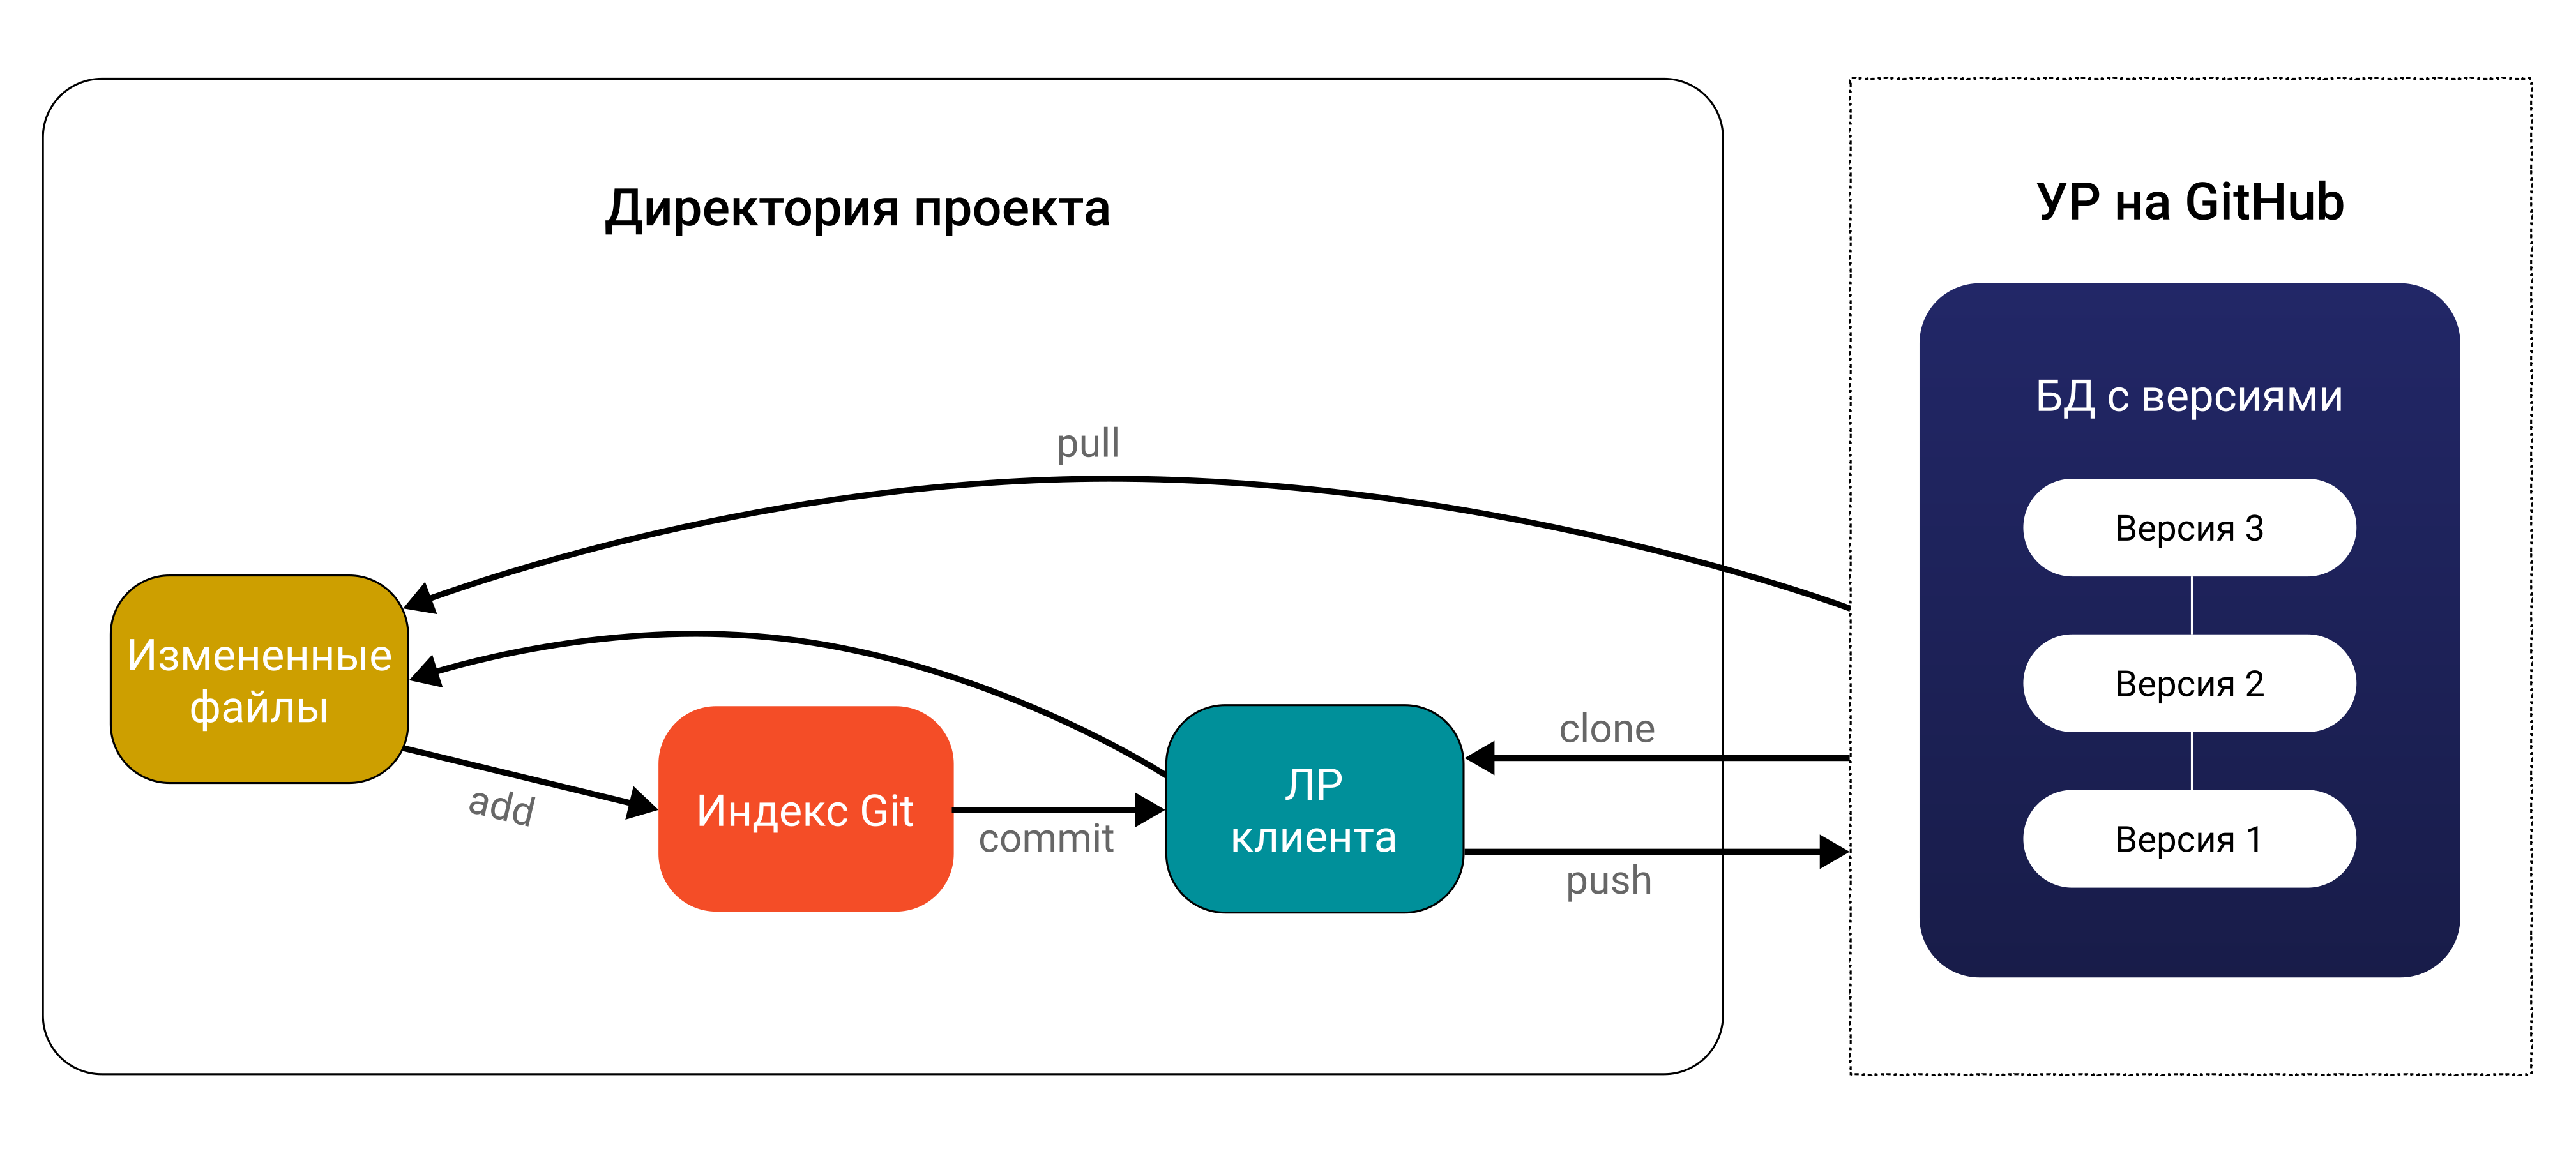 Директория проекта
УР на GitHub
БД с версиями
pull
Версия 3
Измененные
файлы
Версия 2
clone
add
Индекс Git
commit
ЛР
клиента
push
Версия 1